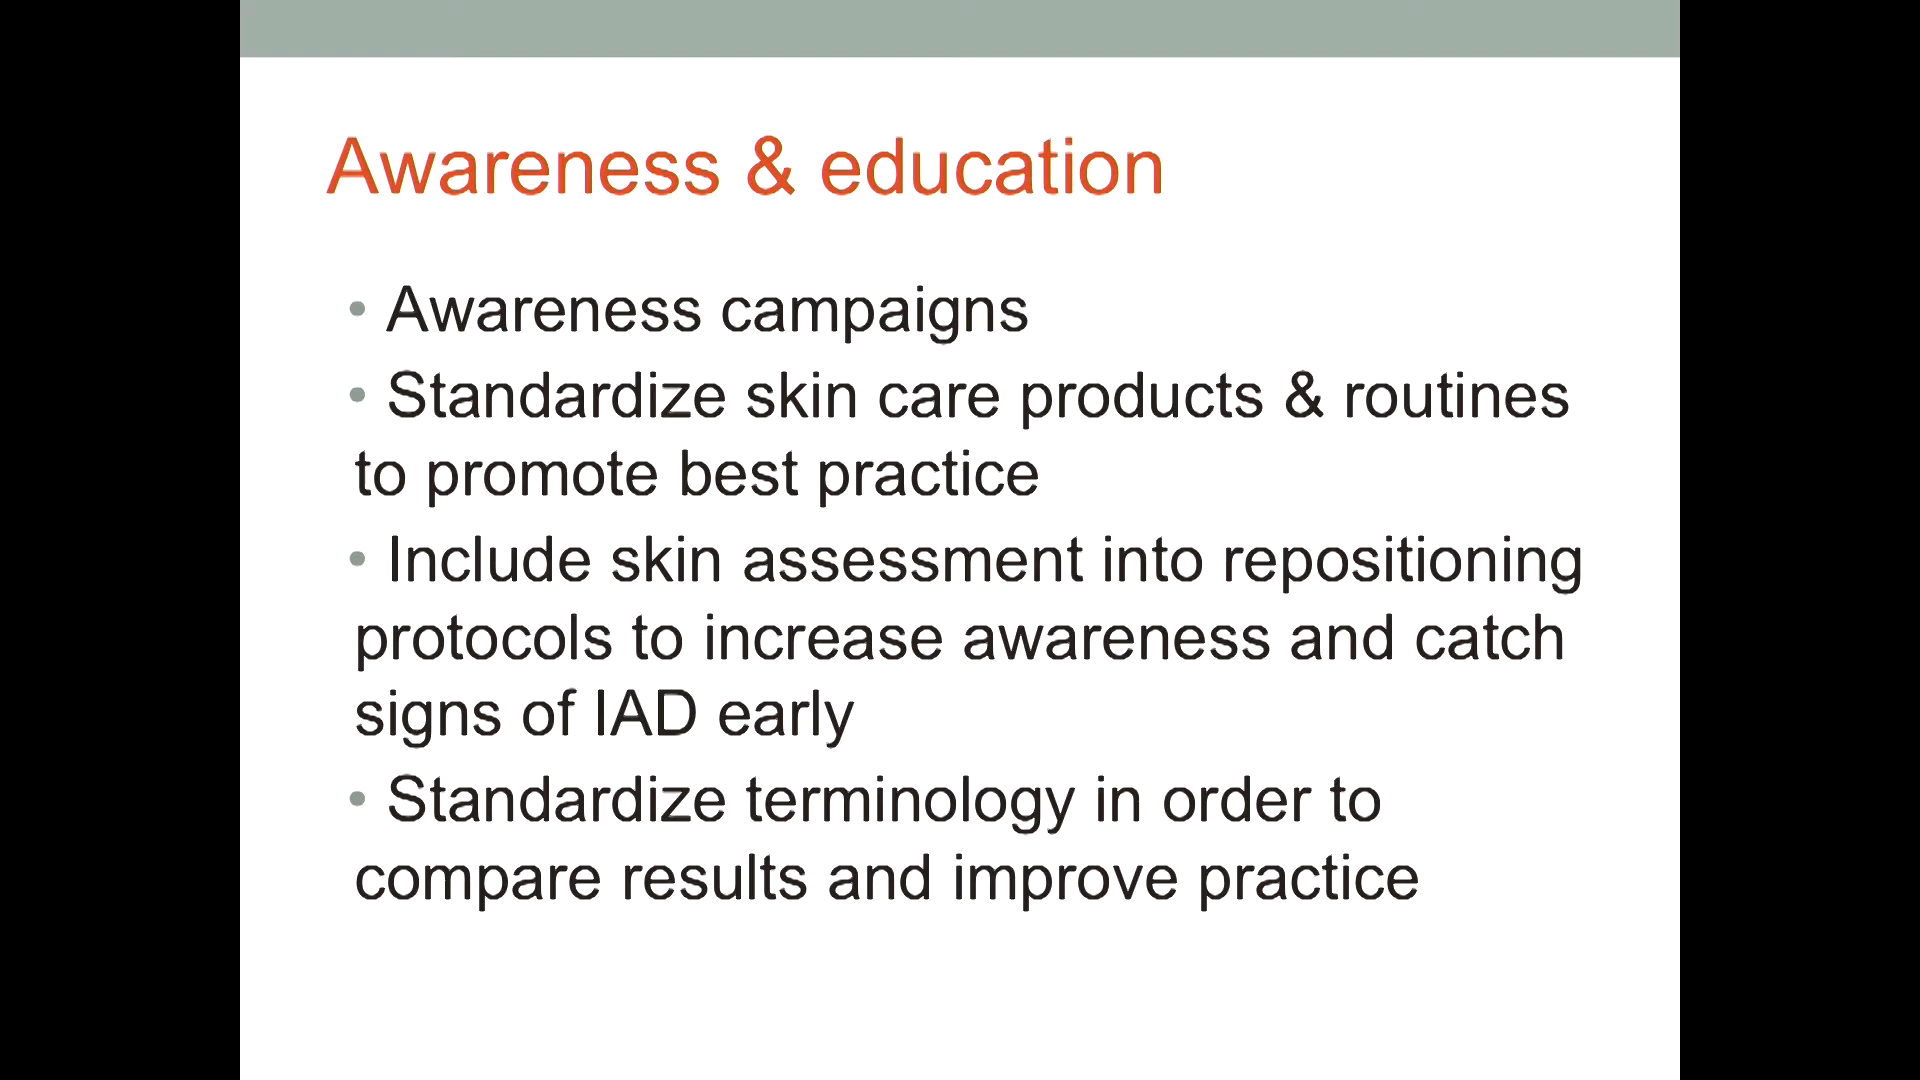 Awareness & education
• Awareness campaigns
• Standardize skin care products & routines
to promote best practice
• Include skin assessment into repositioning
protocols to increase awareness and catch
signs of IAD early
• Standardize terminology in order to
compare results and improve practice